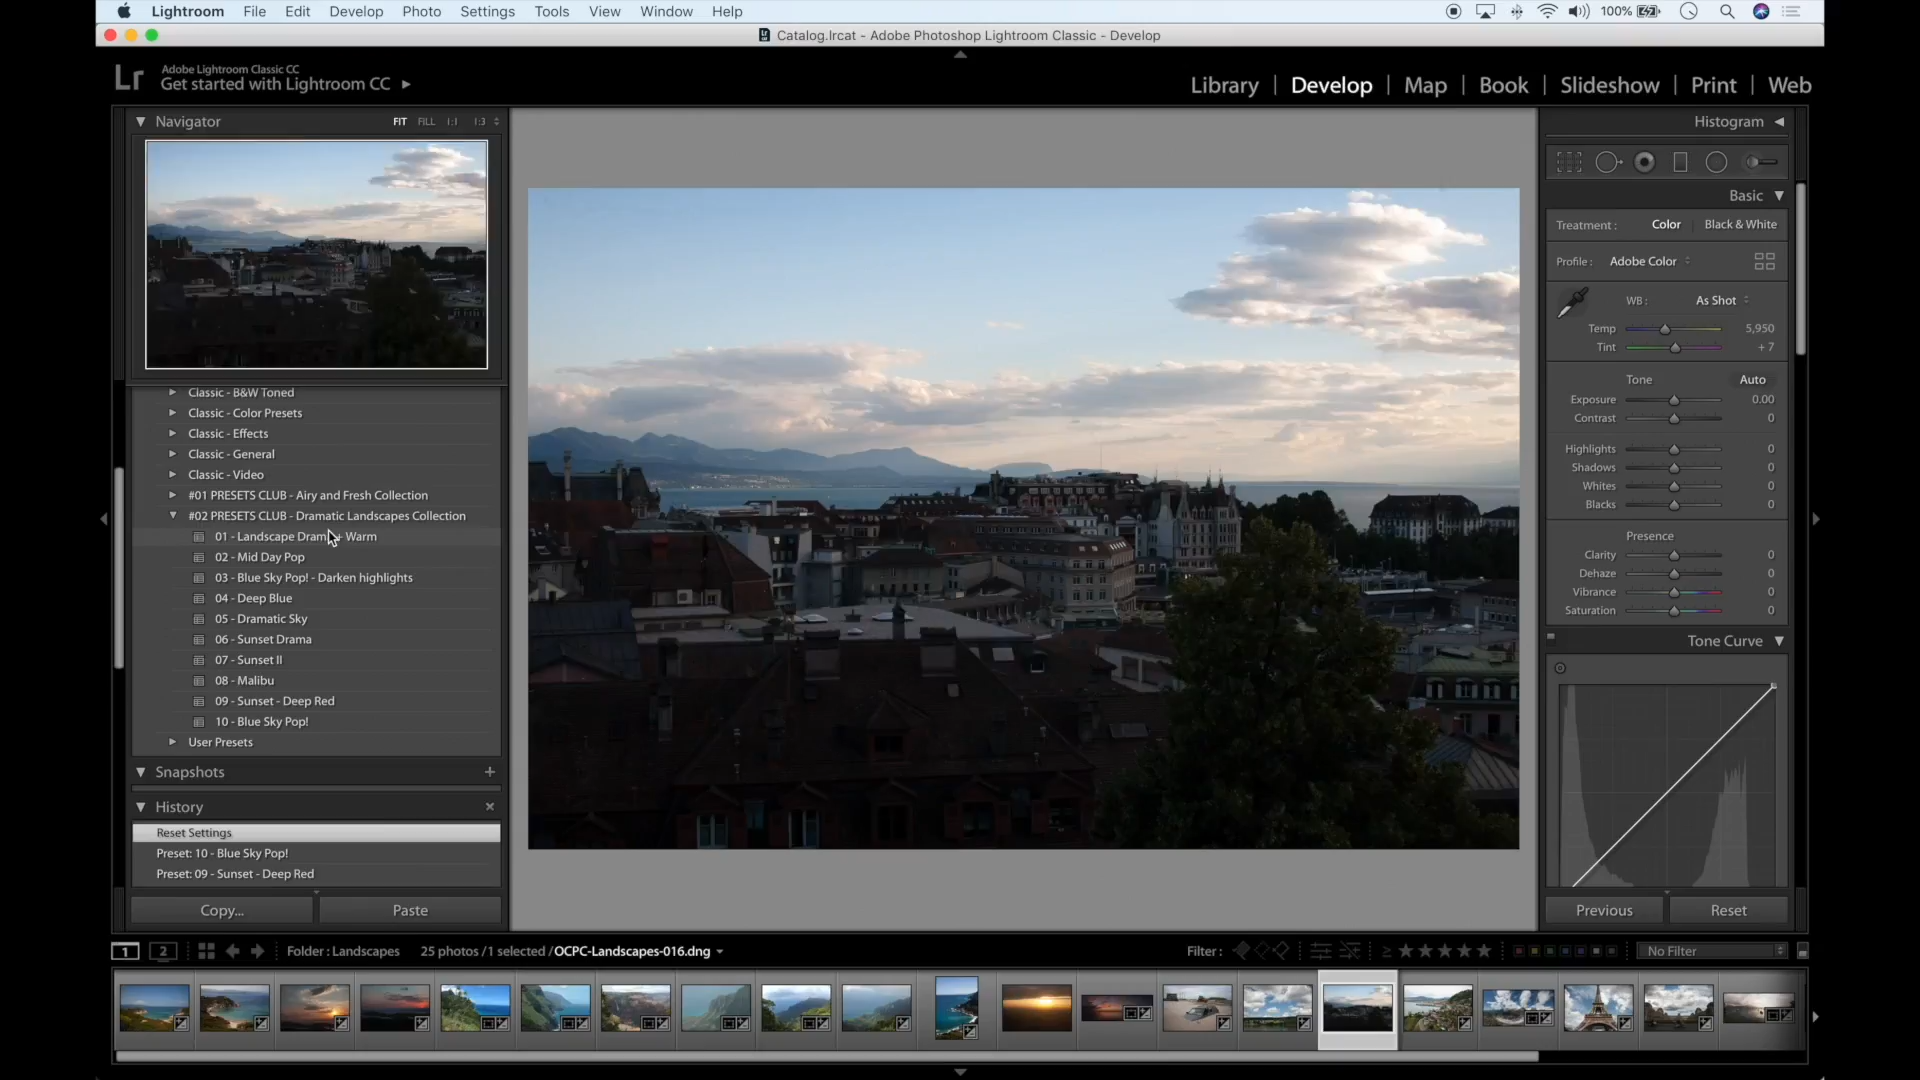 Lightroom File Edit Develop Photo Settings Tools View Window Help 100%
Catalog.lrcat - Adobe Photoshop Lightroom Classic - Develop
Lr Adobe Lightroom Classic CC
Get started with Lightroom CC
Library | Develop | Map | Book | Slideshow | Print | Web
Navigator FIT FILL 1:1 1:3
Classic - B&W Toned
Classic - Color Presets
Classic - Effects
Classic - General
Classic - Video
#01 PRESETS CLUB - Airy and Fresh Collection
#02 PRESETS CLUB - Dramatic Landscapes Collection
01 - Landscape Drama + Warm
02 - Mid Day Pop
03 - Blue Sky Pop! - Darken highlights
04 - Deep Blue
05 - Dramatic Sky
06 - Sunset Drama
07 - Sunset II
08 - Malibu
09 - Sunset - Deep Red
10 - Blue Sky Pop!
User Presets
Snapshots
History
Reset Settings
Preset: 10 - Blue Sky Pop!
Preset: 09 - Sunset - Deep Red
Copy... Paste
Histogram
Basic
Treatment : Color Black & White
Profile : Adobe Color
WB : As Shot
Temp 5,950
Tint + 7
Tone Auto
Exposure 0.00
Contrast 0
Highlights 0
Shadows 0
Whites 0
Blacks 0
Presence
Clarity 0
Dehaze 0
Vibrance 0
Saturation 0
Tone Curve
Previous Reset
1 2 Folder : Landscapes 25 photos / 1 selected / OCPC-Landscapes-016.dng Filter : No Filter